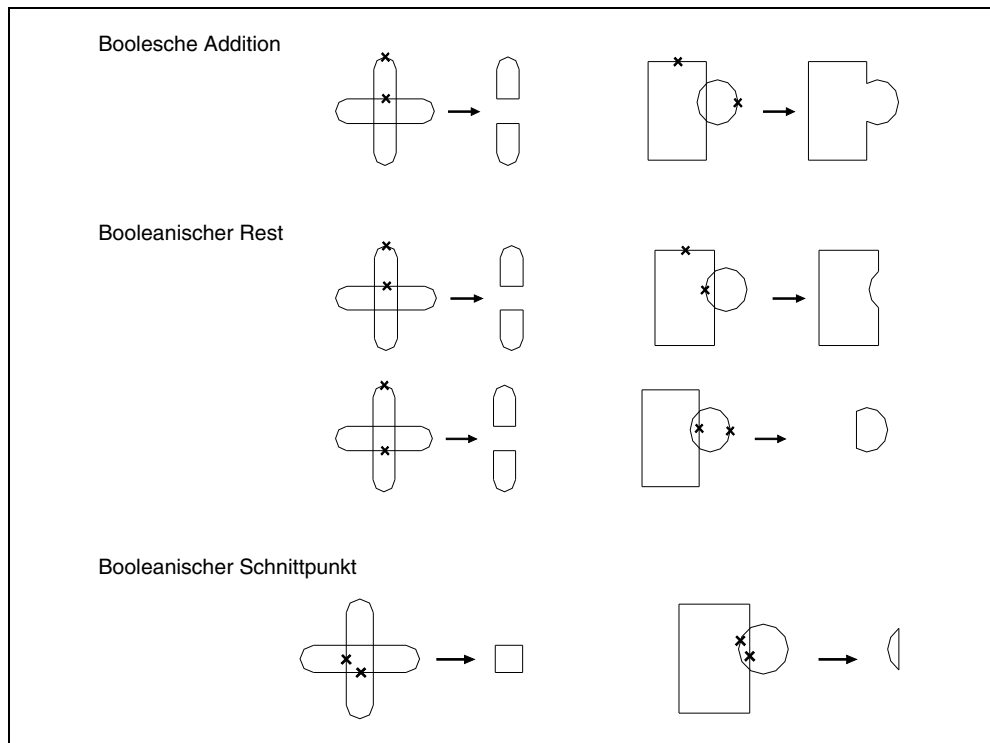 Boolesche Addition
Booleanischer Rest
Booleanischer Schnittpunkt